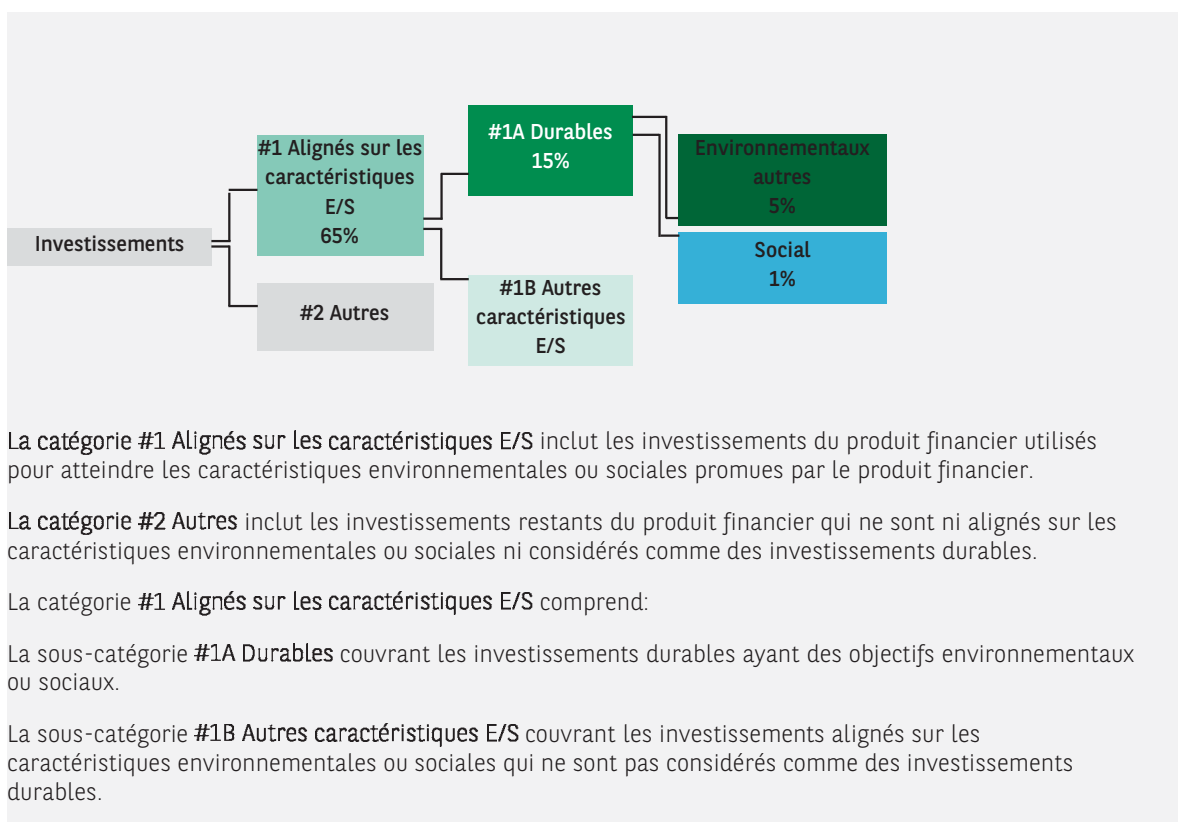 #1A Durables
15%
#1 Alignés sur les
caractéristiques
E/S
65%
Environnementaux
autres
5%
Investissements
Social
1%
#2 Autres
#1B Autres
caractéristiques
E/S
La catégorie #1 Alignés sur les caractéristiques E/S inclut les investissements du produit financier utilisés
pour atteindre les caractéristiques environnementales ou sociales promues par le produit financier.
La catégorie #2 Autres inclut les investissements restants du produit financier qui ne sont ni alignés sur les
caractéristiques environnementales ou sociales ni considérés comme des investissements durables.
La catégorie #1 Alignés sur les caractéristiques E/S comprend:
La sous-catégorie #1A Durables couvrant les investissements durables ayant des objectifs environnementaux
ou sociaux.
La sous-catégorie #1B Autres caractéristiques E/S couvrant les investissements alignés sur les
caractéristiques environnementales ou sociales qui ne sont pas considérés comme des investissements
durables.